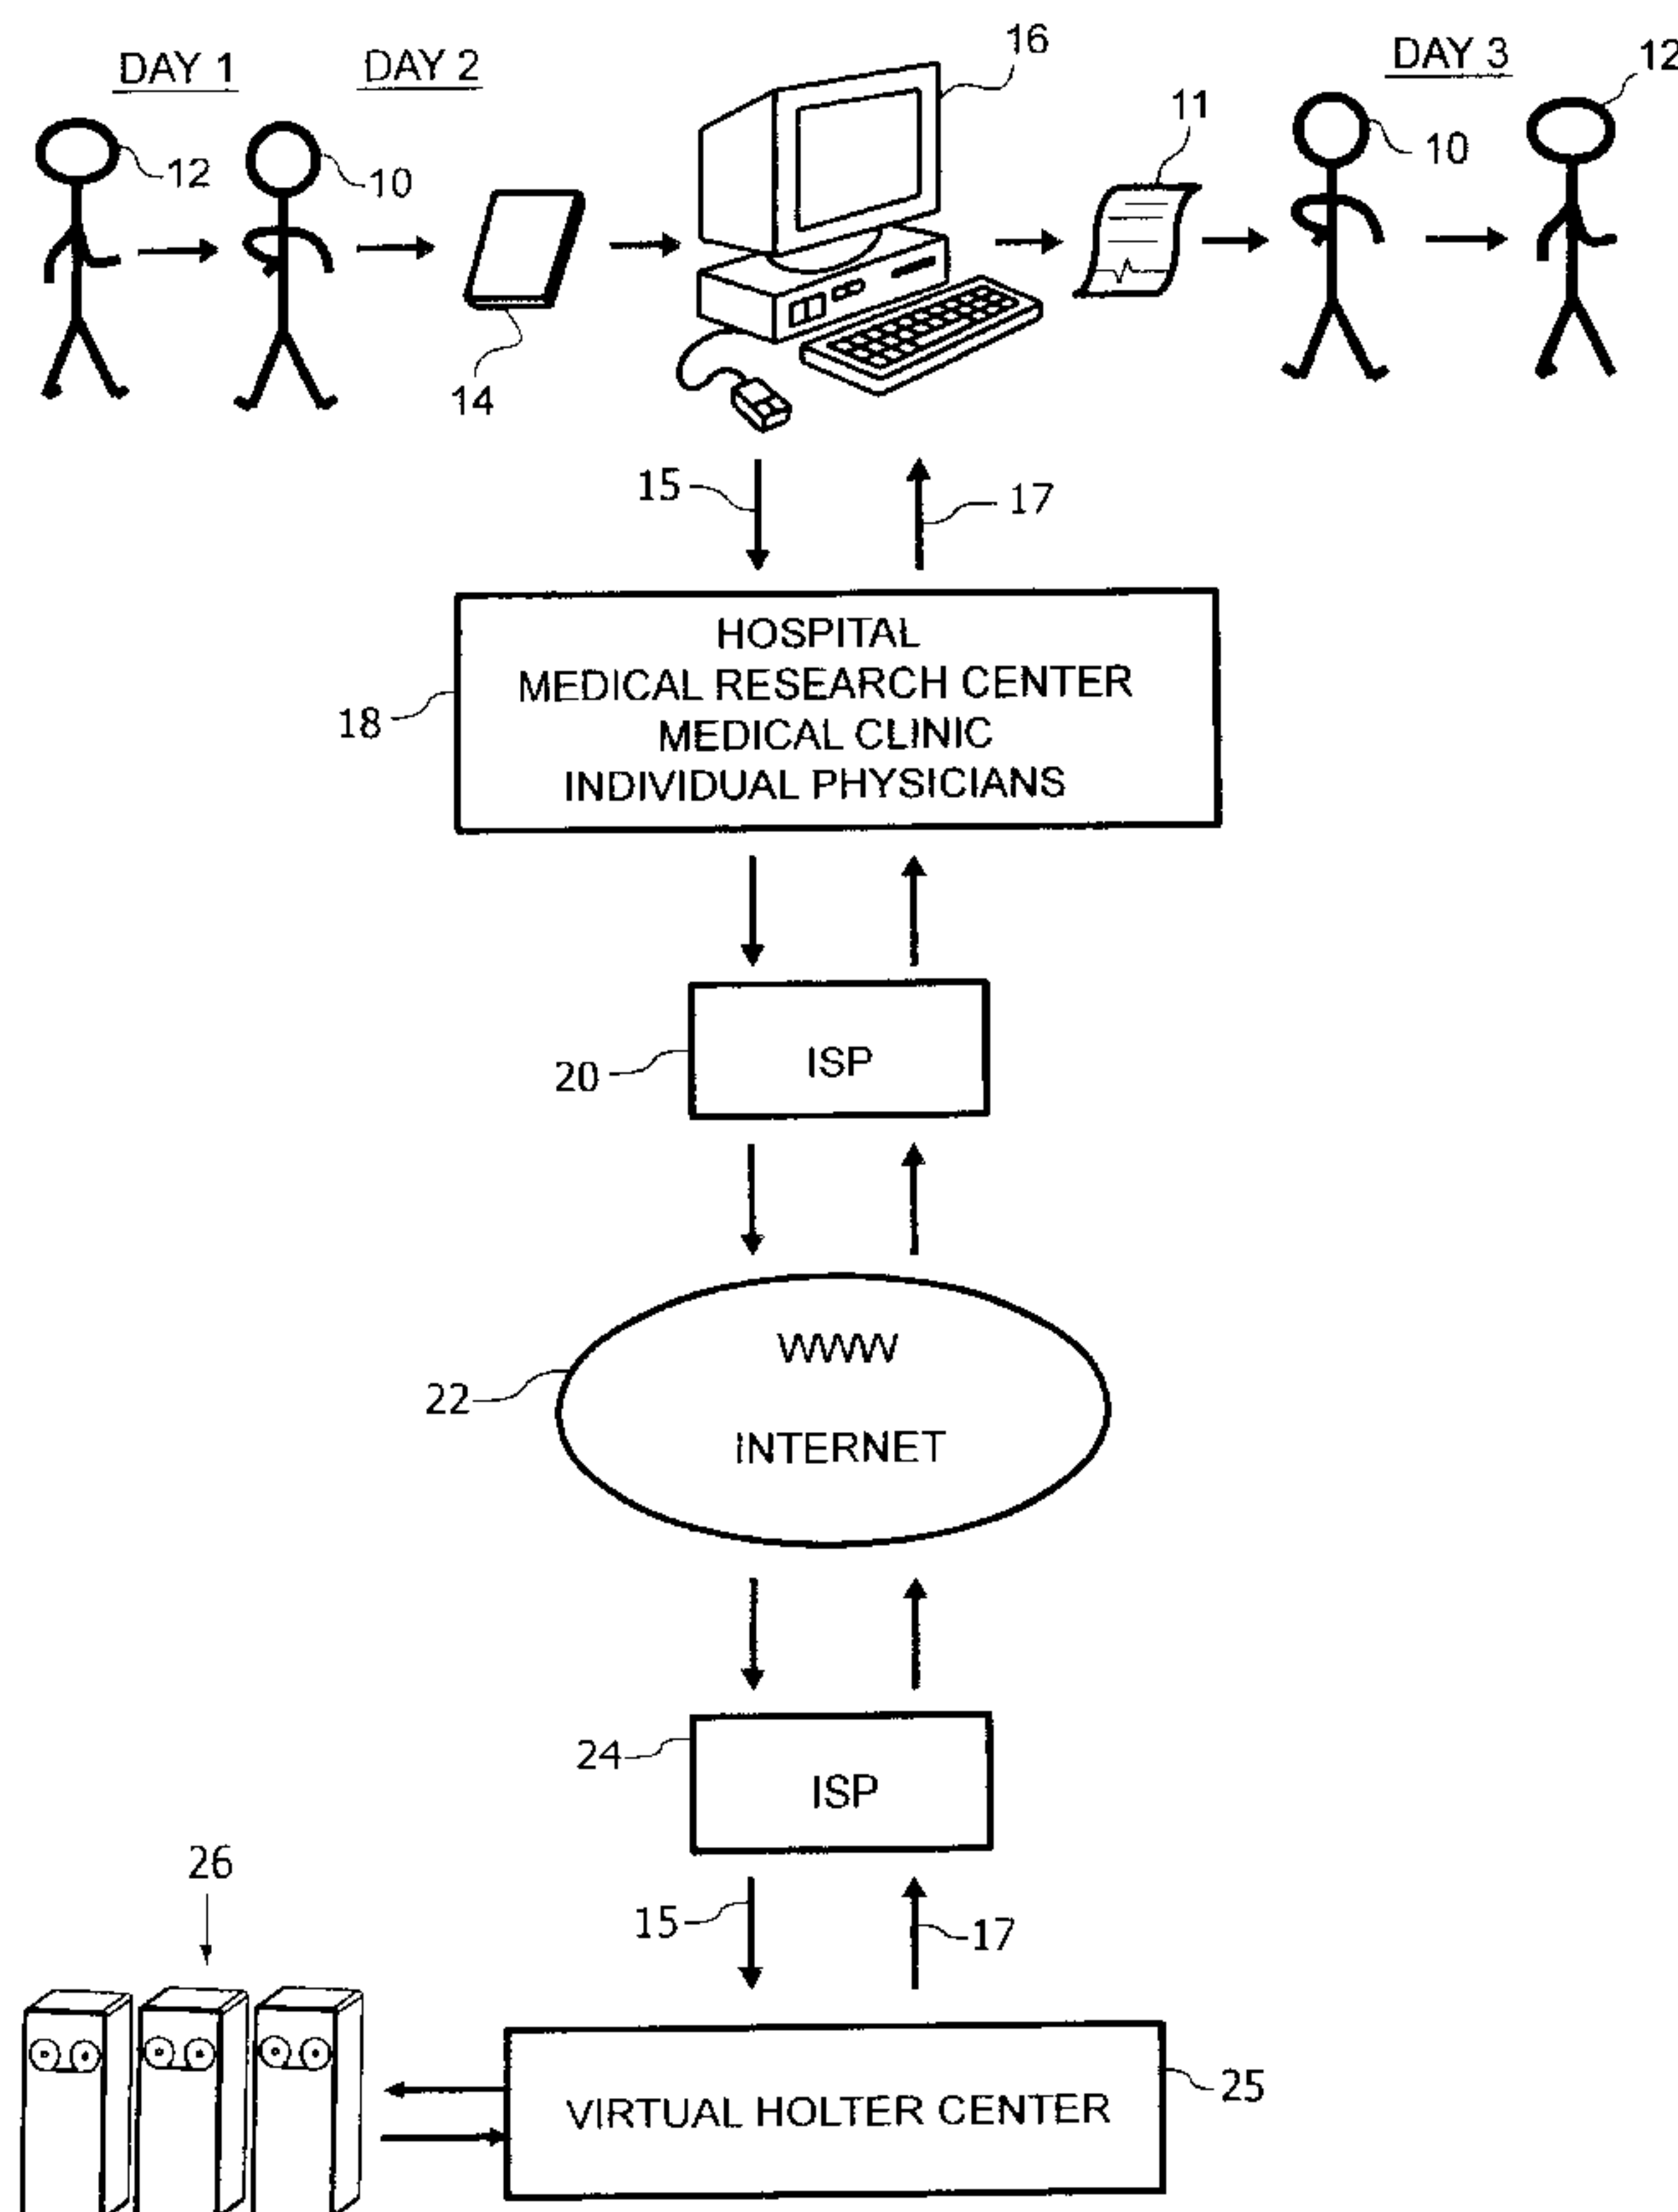 DAY 1
DAY 2
16
DAY 3
12
11
12
10
10
14
15
17
HOSPITAL
MEDICAL RESEARCH CENTER
18
MEDICAL CLINIC
INDIVIDUAL PHYSICIANS
20
ISP
WWW
22
INTERNET
24
ISP
26
15
17
VIRTUAL HOLTER CENTER
25